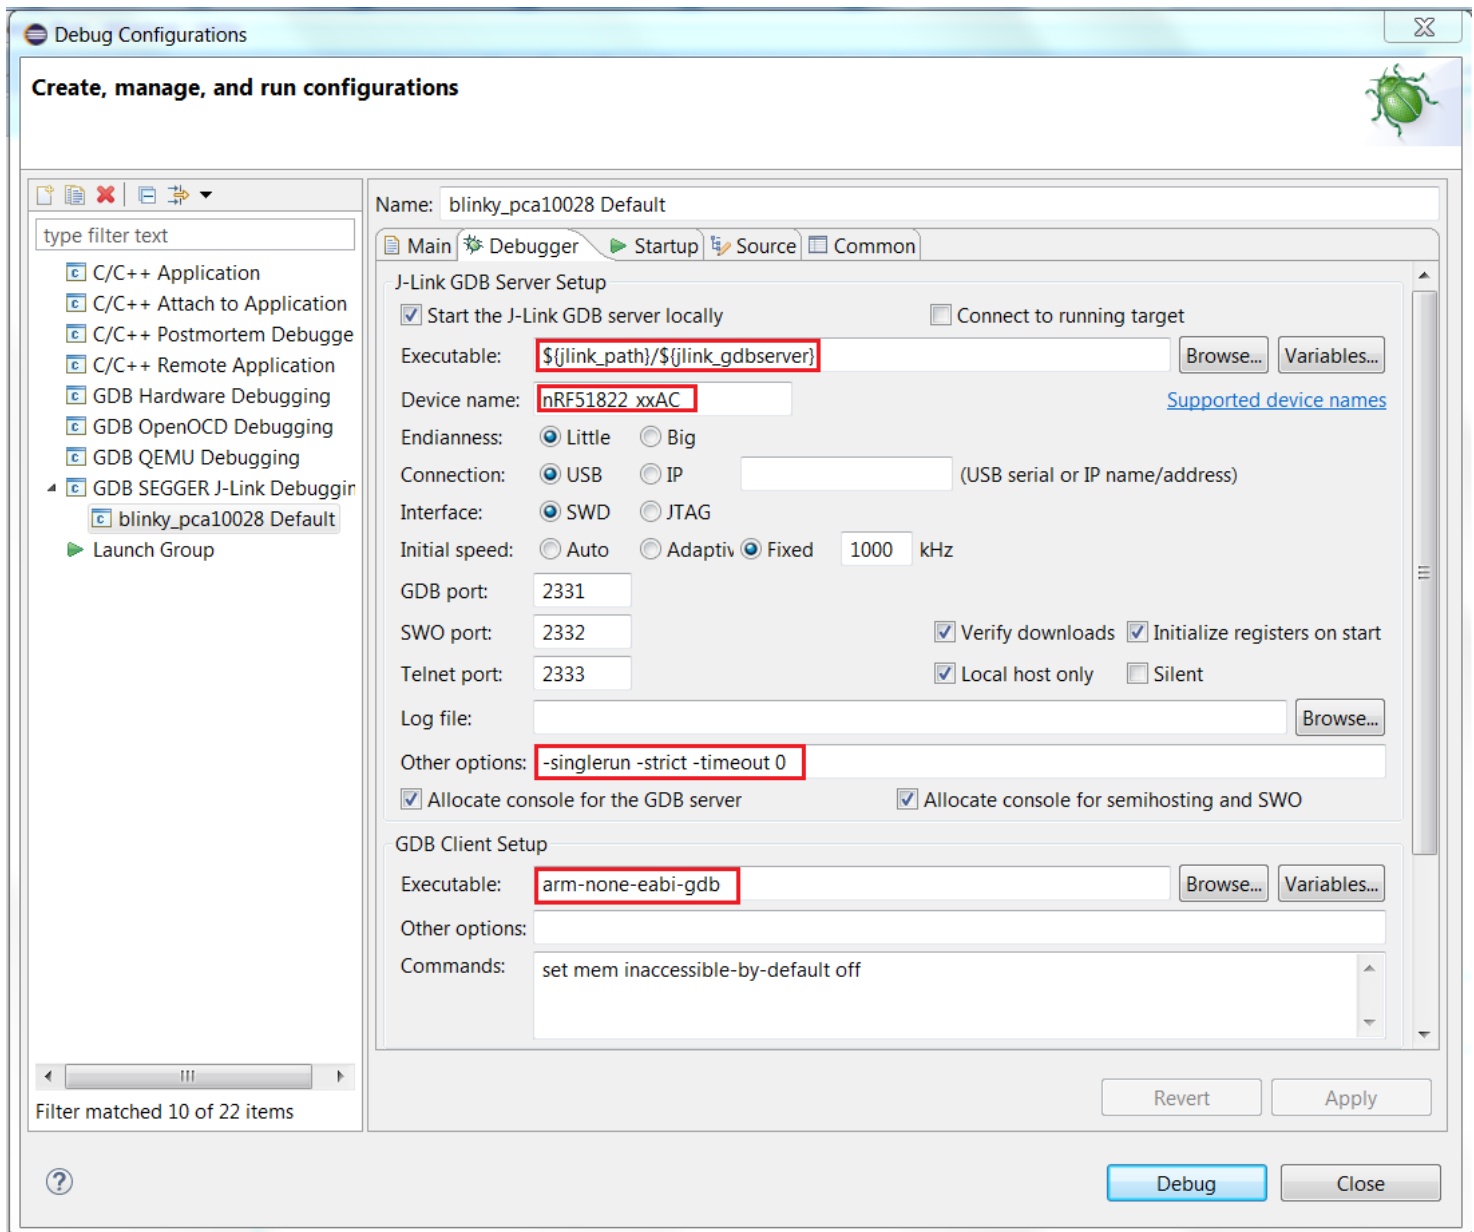 Debug Configurations
Create, manage, and run configurations
type filter text
C/C++ Application
C/C++ Attach to Application
C/C++ Postmortem Debugge
C/C++ Remote Application
GDB Hardware Debugging
GDB OpenOCD Debugging
GDB QEMU Debugging
GDB SEGGER J-Link Debuggin
blinky_pca10028 Default
Launch Group
Filter matched 10 of 22 items
Name: blinky_pca10028 Default
Main Debugger Startup Source Common
J-Link GDB Server Setup
Start the J-Link GDB server locally Connect to running target
Executable: ${jlink_path}/${jlink_gdbserver} Browse... Variables...
Device name: nRF51822_xxAC Supported device names
Endianness: Little Big
Connection: USB IP (USB serial or IP name/address)
Interface: SWD JTAG
Initial speed: Auto Adaptiv Fixed 1000 kHz
GDB port: 2331
SWO port: 2332 Verify downloads Initialize registers on start
Telnet port: 2333 Local host only Silent
Log file: Browse...
Other options: -singlerun -strict -timeout 0
Allocate console for the GDB server Allocate console for semihosting and SWO
GDB Client Setup
Executable: arm-none-eabi-gdb Browse... Variables...
Other options:
Commands: set mem inaccessible-by-default off
Revert Apply
Debug Close